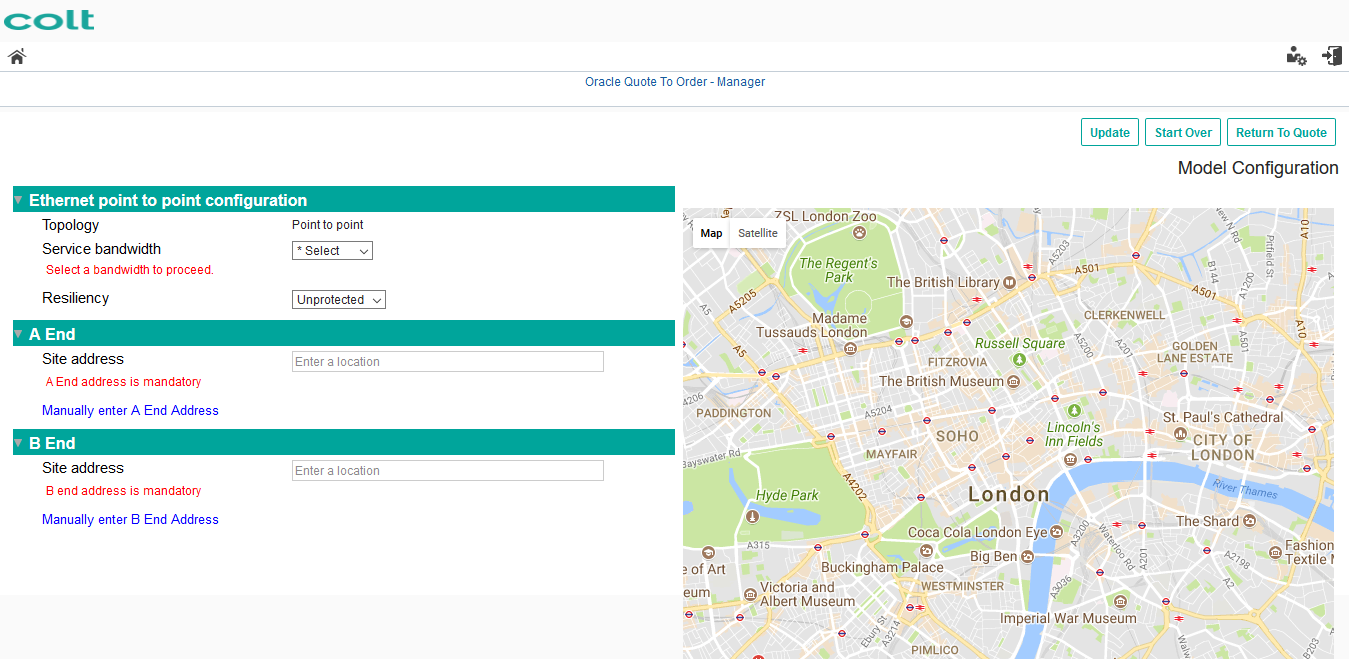 colt
Oracle Quote To Order - Manager
Update
Start Over
Return To Quote
Model Configuration
Ethernet point to point configuration
Topology
Point to point
Service bandwidth
* Select
Select a bandwidth to proceed.
Resiliency
Unprotected
A End
Site address
Enter a location
A End address is mandatory
Manually enter A End Address
B End
Site address
Enter a location
B end address is mandatory
Manually enter B End Address
Map
Satellite
ZSL London Zoo
The Regent's
Park
The British Library
A501
A5203
B144
A1200
Pitfield St
A10
A5205
A5
A501
Madame
Tussauds London
CLERKENWELL
A10
A5
Russell Square
A5200
A201
GOLDEN
LANE ESTATE
A501
FITZROVIA
The British Museum
4206
PADDINGTON
A5204
St. Paul's Cathedral
SOHO
Lincoln's
Inn Fields
CITY OF
LONDON
MAYFAIR
Bayswater Rd
A4202
Hyde Park
London
River Thames
A315
Coca Cola London Eye
A3200
Waterloo Rd
A201
The Shard
Fashion
Textile
A2198
e of Art
Buckingham Palace
Big Ben
eum
Victoria and
Albert Museum
WESTMINSTER
A3036
Imperial War Museum
Ebury St
A3214
PIMLICO
B203